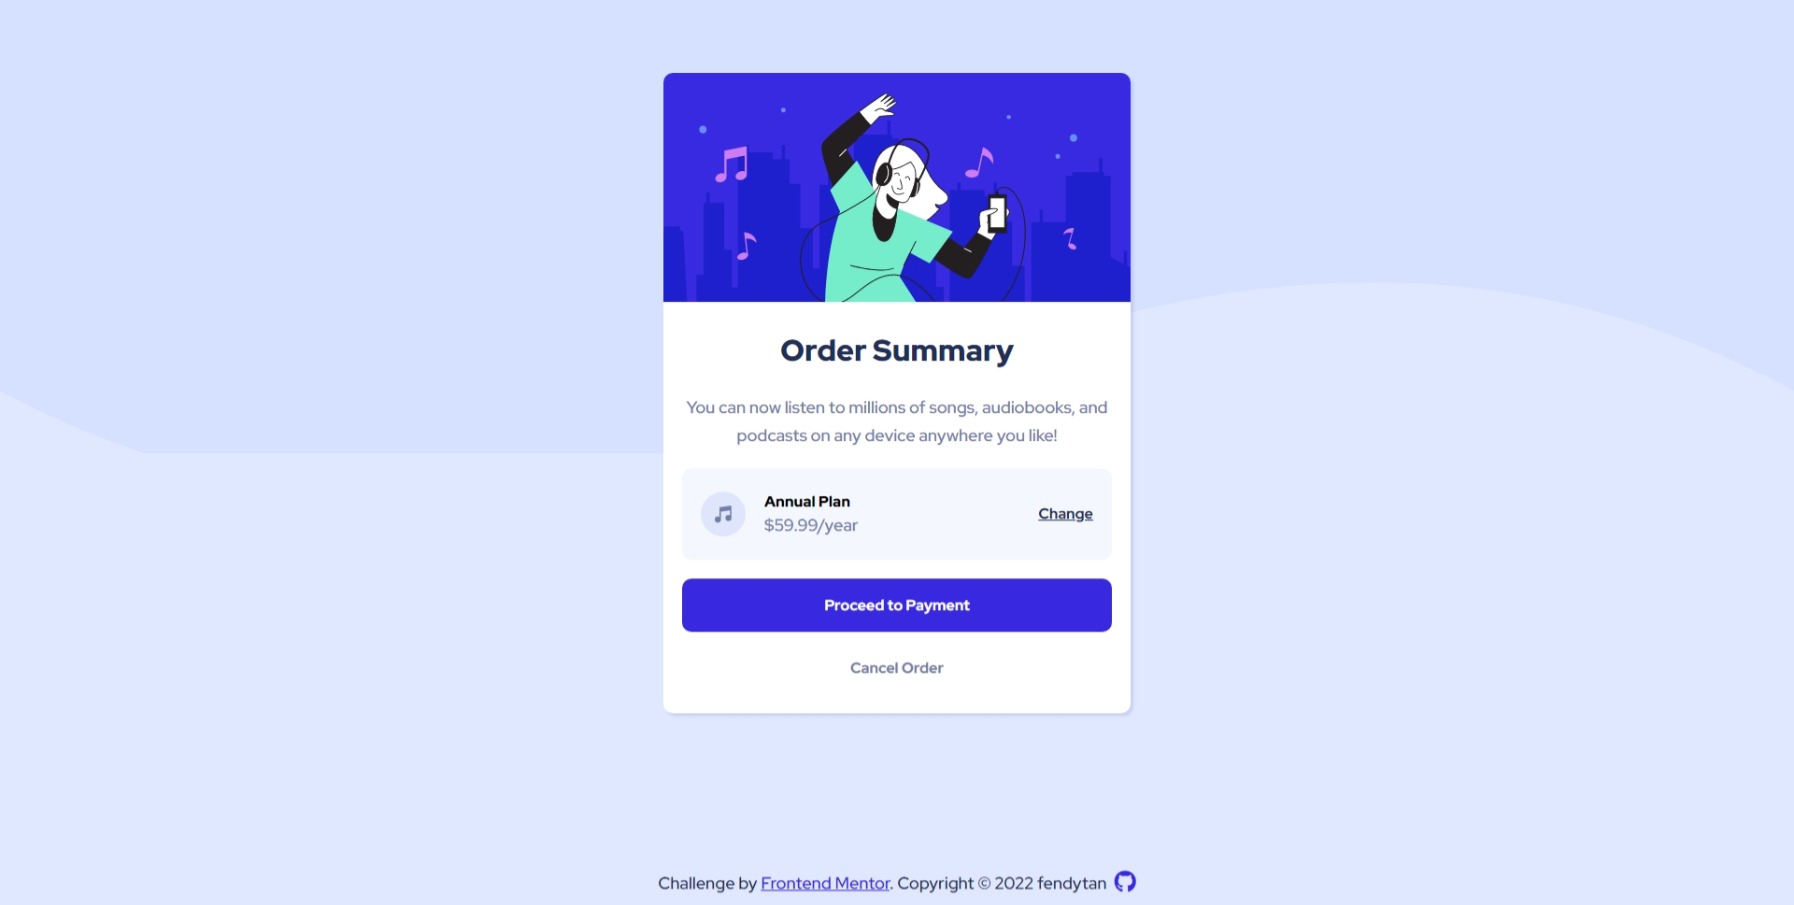 Order Summary
You can now listen to millions of songs, audiobooks, and
podcasts on any device anywhere you like!
Annual Plan
$59.99/year
Change
Proceed to Payment
Cancel Order
Challenge by Frontend Mentor. Copyright © 2022 fendytan